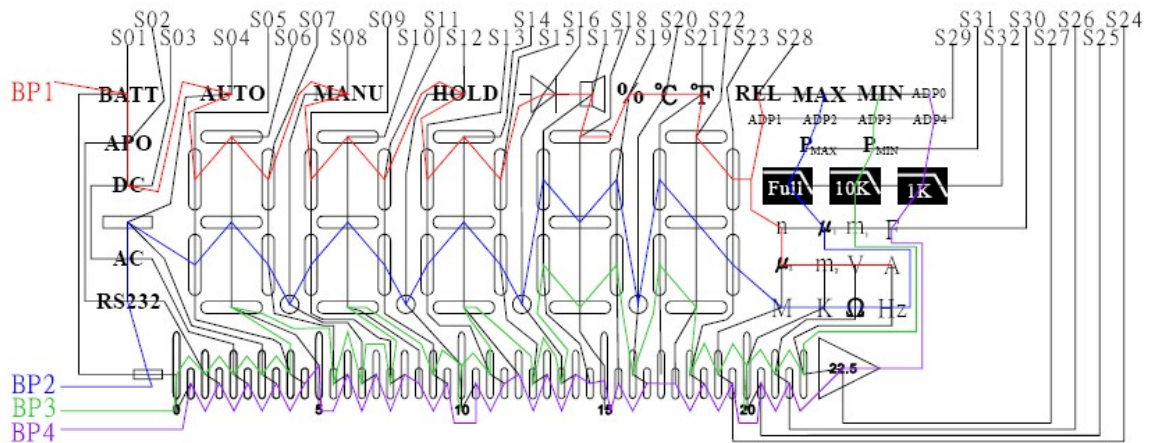 S02 S05 S07 S09 S11 S14 S16 S18 S20 S22 S31 S30 S26 S24
S01 S03 S04 S06 S08 S10 S12 S13 S15 S17 S19 S21 S23 S28 S29 S32 S27 S25
BP1 BATT AUTO MANU HOLD % ℃ ℉ REL MAX MIN ADP0
ADP1 ADP2 ADP3 ADP4
APO PMAX PMIN
DC Full 10K 1K
n μ m F
AC μ m V A
RS232 M K Ω Hz
22.5
BP2
BP3 0 5 10 15 20
BP4